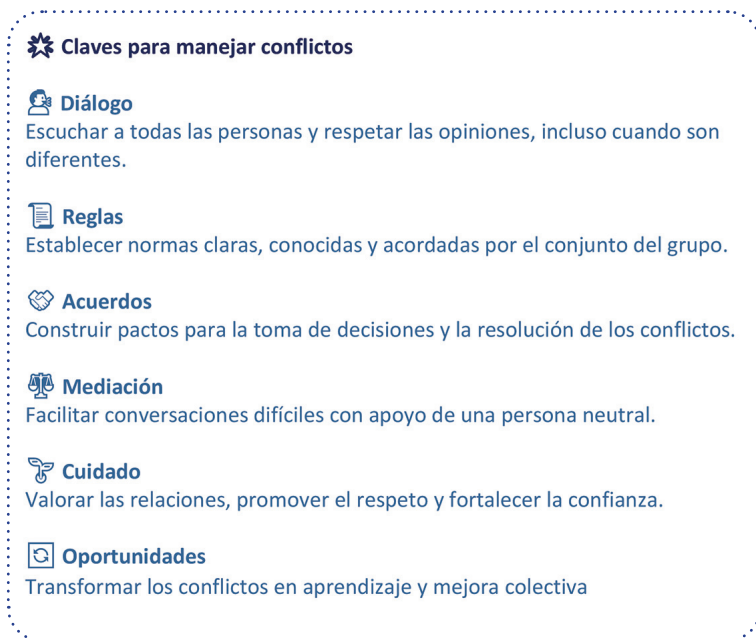 Claves para manejar conflictos
Diálogo
Escuchar a todas las personas y respetar las opiniones, incluso cuando son
diferentes.
Reglas
Establecer normas claras, conocidas y acordadas por el conjunto del grupo.
Acuerdos
Construir pactos para la toma de decisiones y la resolución de los conflictos.
Mediación
Facilitar conversaciones difíciles con apoyo de una persona neutral.
Cuidado
Valorar las relaciones, promover el respeto y fortalecer la confianza.
Oportunidades
Transformar los conflictos en aprendizaje y mejora colectiva